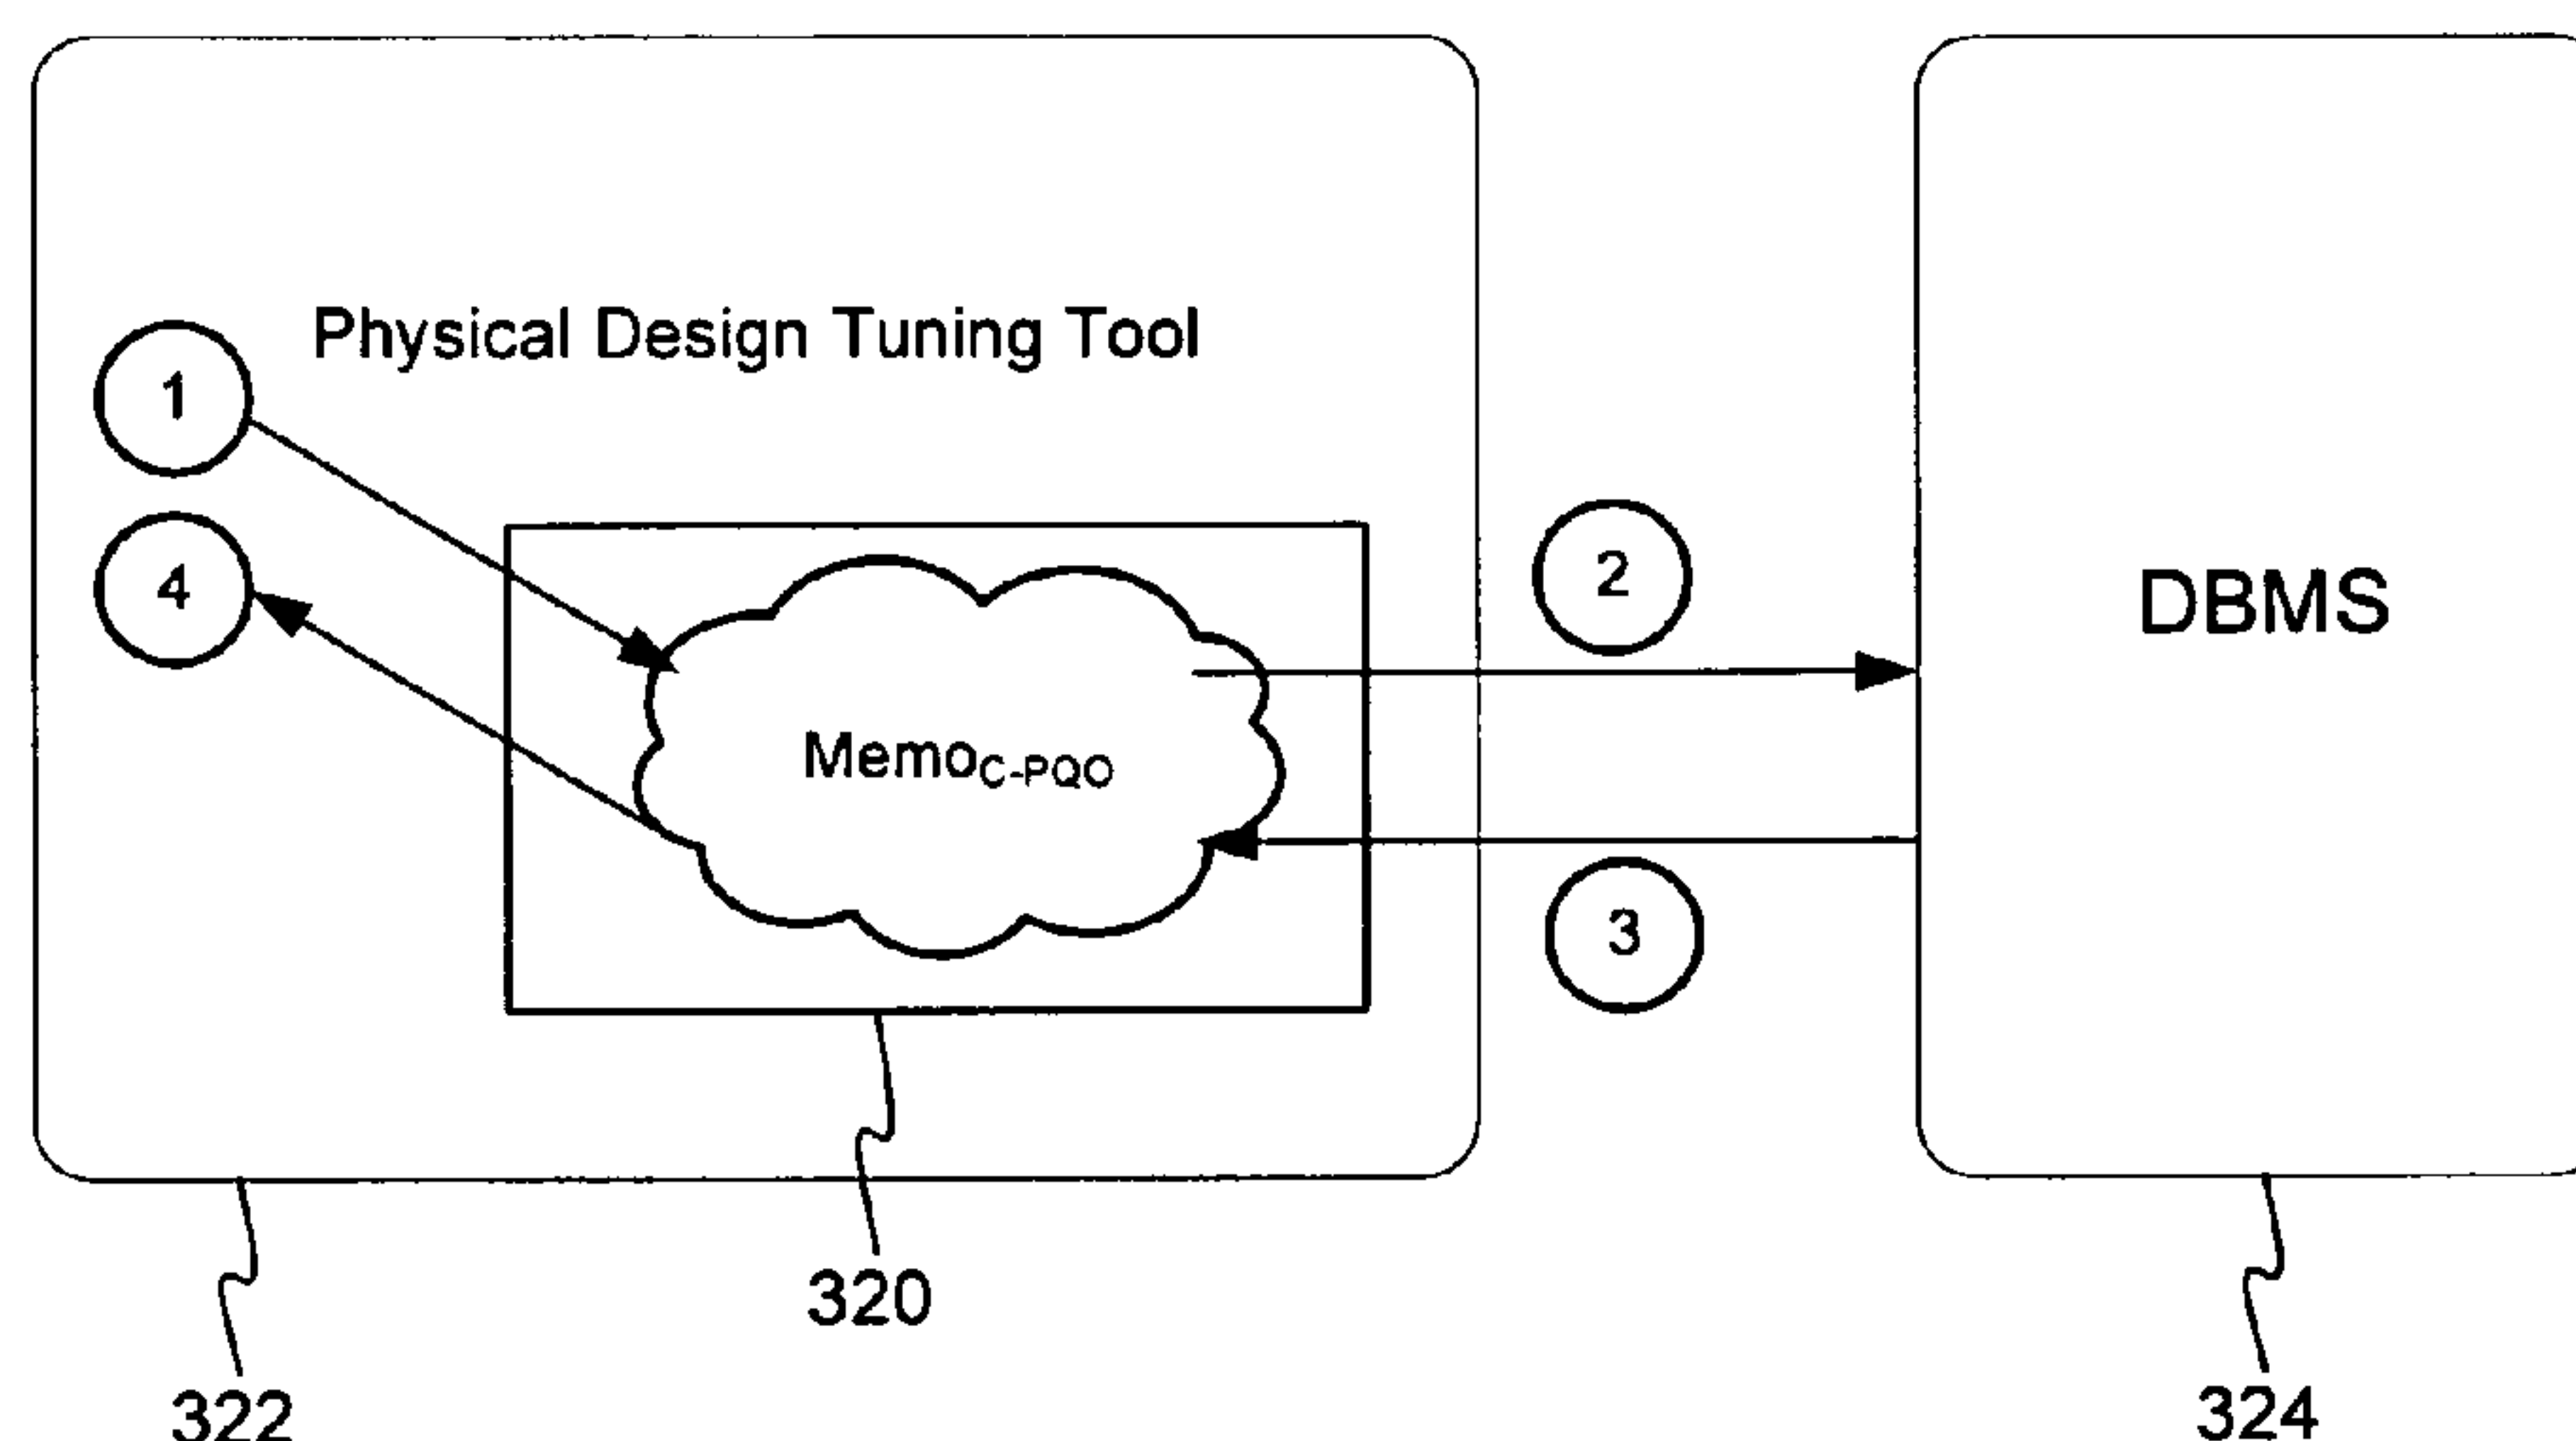 Physical Design Tuning Tool
1
4
2
DBMS
Memo_C-PQO
3
320
322
324